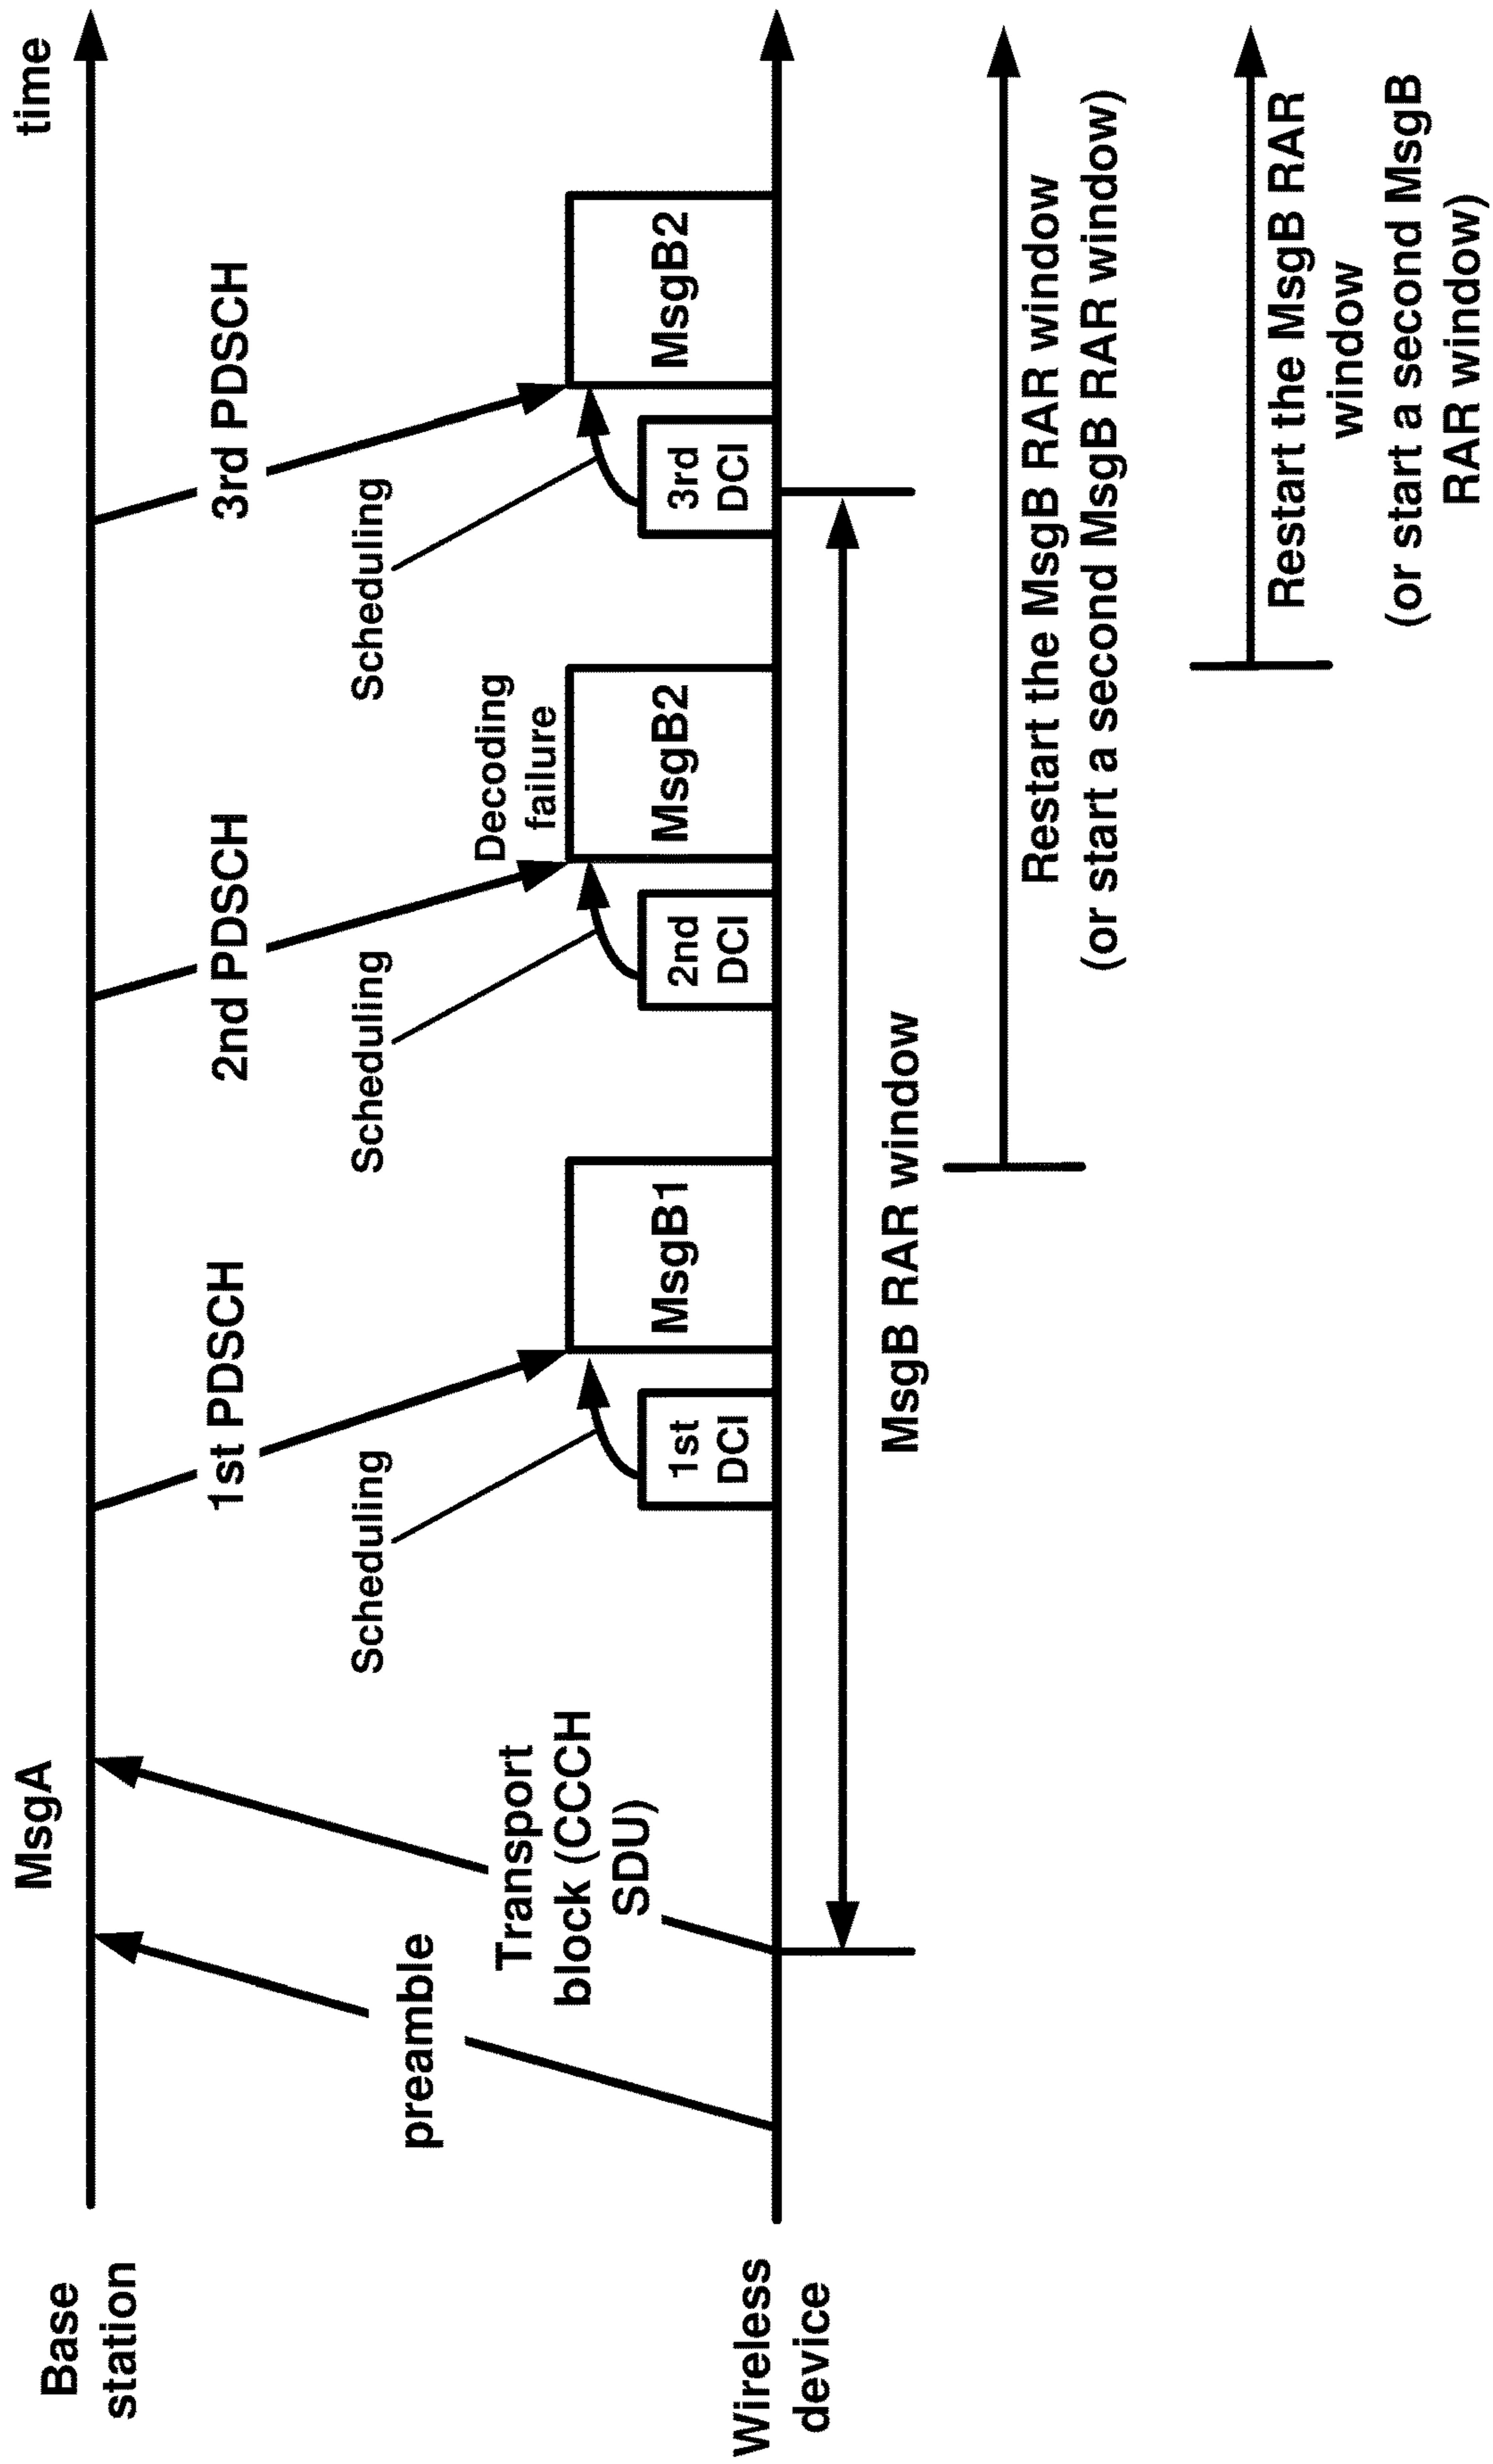 MsgA
time
Base
station
preamble
Transport
block (CCCH
SDU)
1st PDSCH
2nd PDSCH
3rd PDSCH
Scheduling
Scheduling
Scheduling
Decoding
failure
1st
DCI
MsgB1
2nd
DCI
MsgB2
3rd
DCI
MsgB2
Wireless
device
MsgB RAR window
Restart the MsgB RAR window
(or start a second MsgB RAR window)
Restart the MsgB RAR
window
(or start a second MsgB
RAR window)